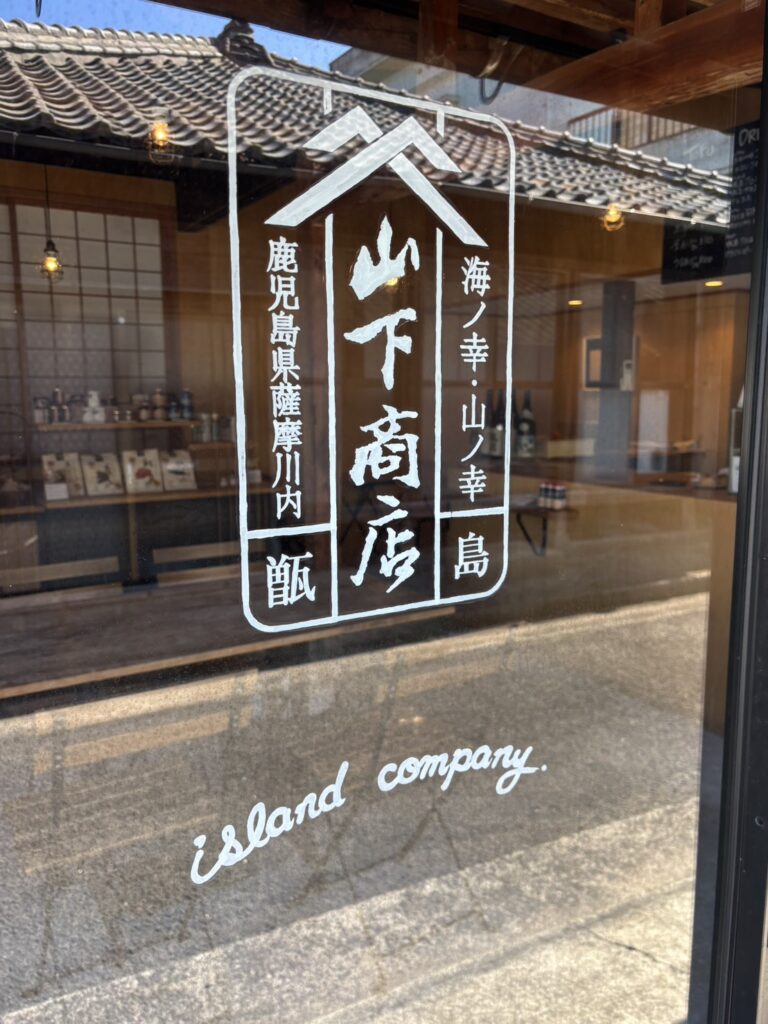 海ノ幸・山ノ幸
島
山下商店
鹿児島県薩摩川内
甑
island company.